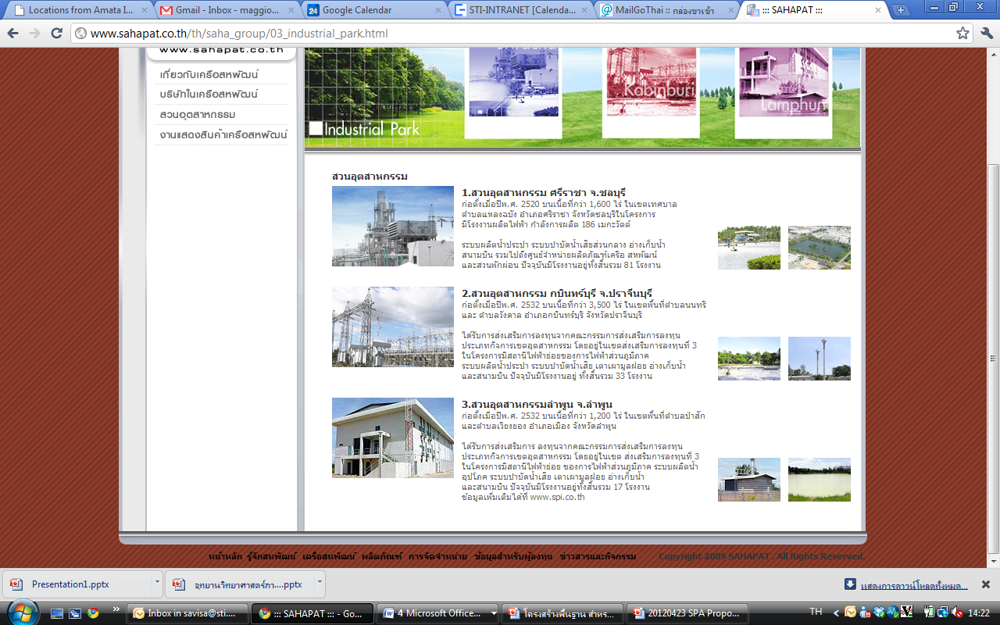 Locations from Amata I...
Gmail - Inbox - maggio...
Google Calendar
STI-INTRANET [Calenda...
MailGoThai :: กล่องขาเข้า
::: SAHAPAT :::
24
www.sahapat.co.th/th/saha_group/03_industrial_park.html
www.sahapat.co.th
เกี่ยวกับเครือสหพัฒน์
บริษัทในเครือสหพัฒน์
สวนอุตสาหกรรม
งานแสดงสินค้าเครือสหพัฒน์
Kabinburi
Lamphun
Industrial Park
สวนอุตสาหกรรม
1.สวนอุตสาหกรรม ศรีราชา จ.ชลบุรี
ก่อตั้งเมื่อปีพ.ศ. 2520 บนเนื้อที่กว่า 1,600 ไร่ ในเขตเทศบาล
ตำบลแหลงฉบัง อำเภอศรีราชา จังหวัดชลบุรีในโครงการ
มีโรงงานผลิตไฟฟ้า กำลังการผลิต 186 เมกะวัตต์
ระบบผลิตน้ำประปา ระบบบำบัดน้ำเสียส่วนกลาง อ่างเก็บน้ำ
สนามบิน รวมไปถึงศูนย์จำหน่ายผลิตภัณฑ์เครือ สหพัฒน์
และสวนพักผ่อน ปัจจุบันมีโรงงานอยู่ทั้งสิ้นรวม 81 โรงงาน
2.สวนอุตสาหกรรม กบินทร์บุรี จ.ปราจีนบุรี
ก่อตั้งเมื่อปีพ.ศ. 2532 บนเนื้อที่กว่า 3,500 ไร่ ในเขตพื้นที่ตำบลนนทรี
และ ตำบลวังดาล อำเภอกบินทร์บุริ จังหวัดปราจีนบุริ
ได้รับการส่งเสริมการลงทุนจากคณะกรรมการส่งเสริมการลงทุน
ประเภทกิจการเขตอุตสาหกรรม โดยอยู่ในเขตส่งเสริมการลงทุนที่ 3
ในโครงการมีสถานีไฟฟ้าย่อยของการไฟฟ้าส่วนภูมิภาค
ระบบผลิตน้ำประปา ระบบบำบัดน้ำเสีย เตาเผามูลฝอย อ่างเก็บน้ำ
และสนามบิน ปัจจุบันมีโรงงานอยู่ ทั้งสิ้นรวม 33 โรงงาน
3.สวนอุตสาหกรรมลำพูน จ.ลำพูน
ก่อตั้งเมื่อปีพ.ศ. 2532 บนเนื้อที่กว่า 1,200 ไร่ ในเขตพื้นที่ตำบลป่าสัก
และตำบลเวียงยอง อำเภอเมือง จังหวัดลำพูน
ได้รับการส่งเสริมการ ลงทุนจากคณะกรรมการส่งเสริมการลงทุน
ประเภทกิจการเขตอุตสาหกรรม โดยอยู่ในเขต ส่งเสริมการลงทุนที่ 3
ในโครงการมีสถานีไฟฟ้าย่อย ของการไฟฟ้าส่วนภูมิภาค ระบบผลิตน้ำ
อุปโภค ระบบบำบัดน้ำเสีย เตาเผามูลฝอย อ่างเก็บน้ำ
และสนามบิน ปัจจุบันมีโรงงานอยู่ทั้งสิ้นรวม 17 โรงงาน
ข้อมูลเพิ่มเติมได้ที่ www.spi.co.th
หน้าหลัก รู้จักสหพัฒน์ เครือสหพัฒน์ ผลิตภัณฑ์ การจัดจำหน่าย ข้อมูลสำหรับผู้ลงทุน ข่าวสารและกิจกรรม Copyright 2009 SAHAPAT . All Rights Reserved.
Presentation1.pptx
อุทยานวิทยาศาสตร์ภา....pptx
แสดงการดาวน์โหลดทั้งหมด...
Inbox in savisa@sti....
::: SAHAPAT ::: - Go...
4 Microsoft Office...
โครงสร้างพื้นฐาน สำหร...
20120423 SPA Propo...
TH
14:22